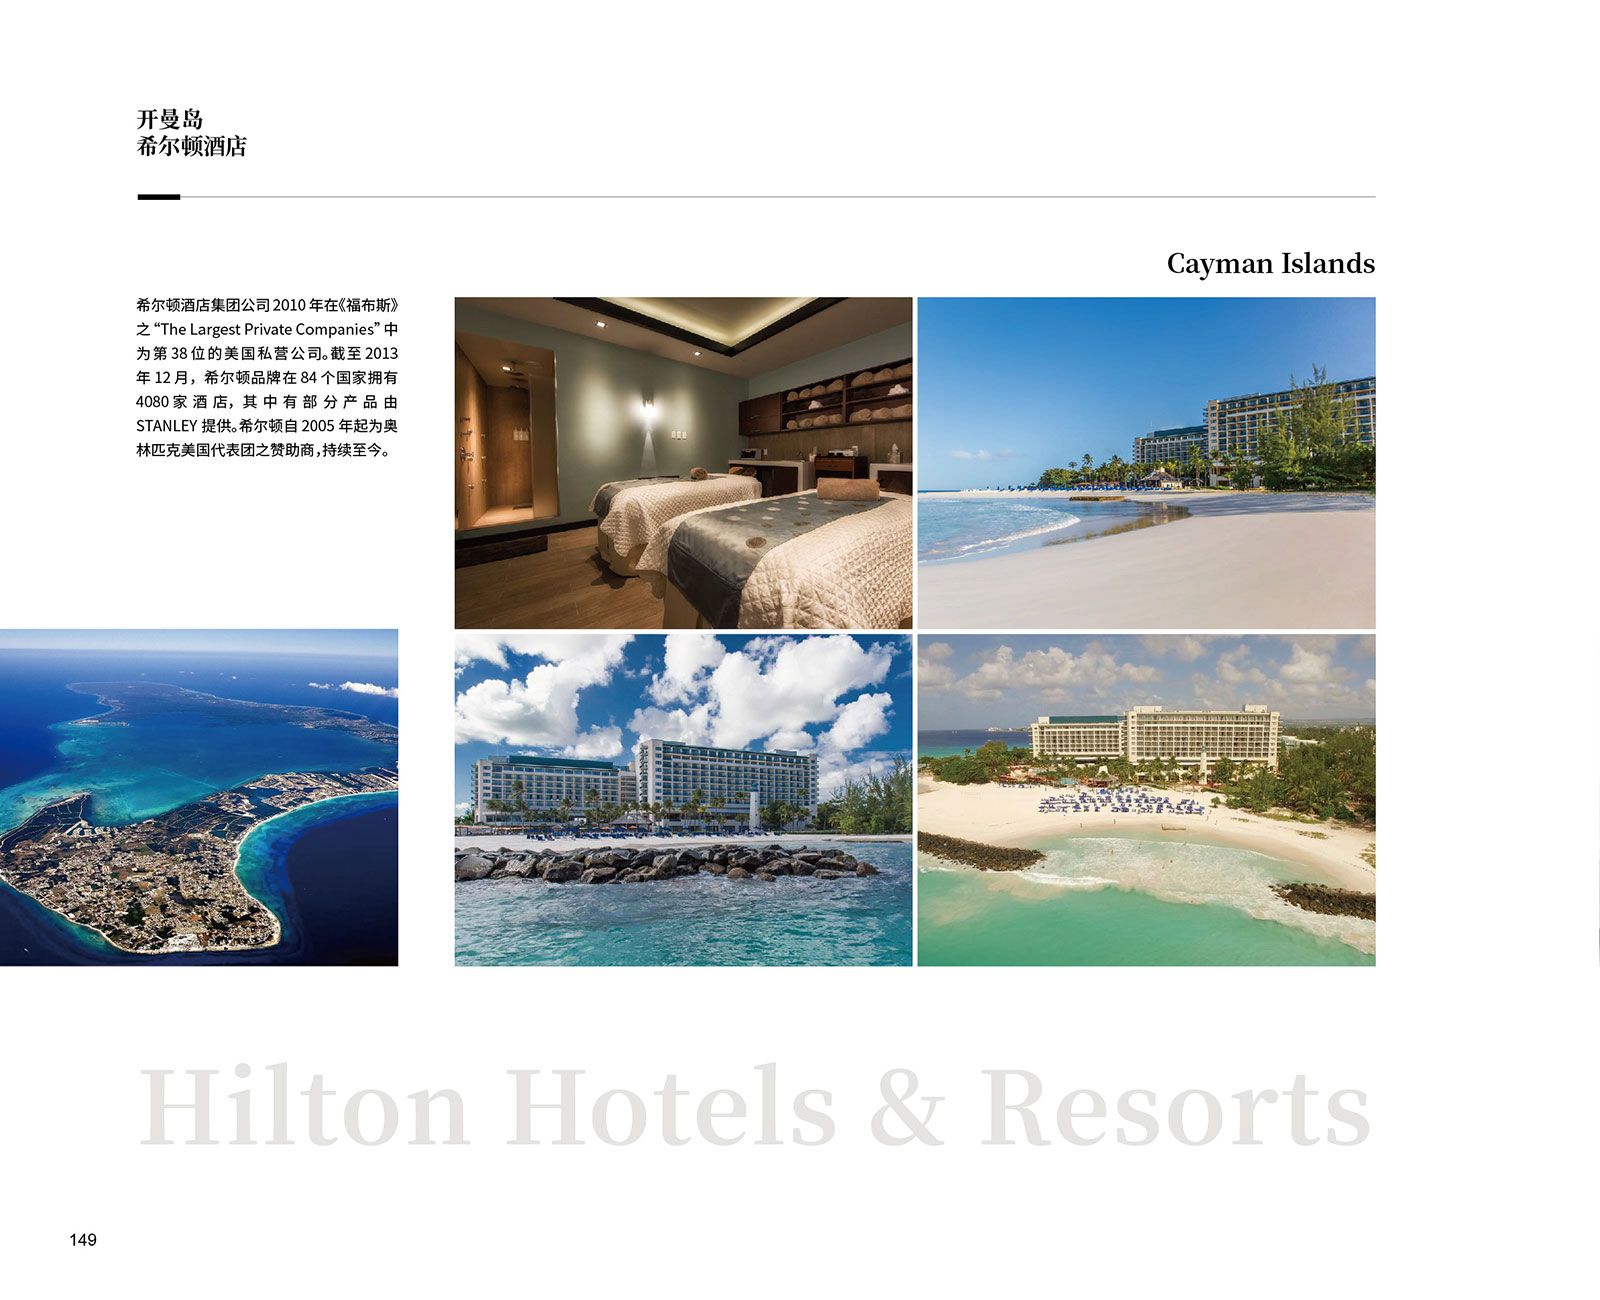 开曼岛
希尔顿酒店
Cayman Islands
希尔顿酒店集团公司 2010 年在《福布斯》
之 “The Largest Private Companies” 中
为第 38 位的美国私营公司。截至 2013
年 12 月，希尔顿品牌在 84 个国家拥有
4080 家酒店，其中有部分产品由
STANLEY 提供。希尔顿自 2005 年起为奥
林匹克美国代表团之赞助商，持续至今。
Hilton Hotels & Resorts
149